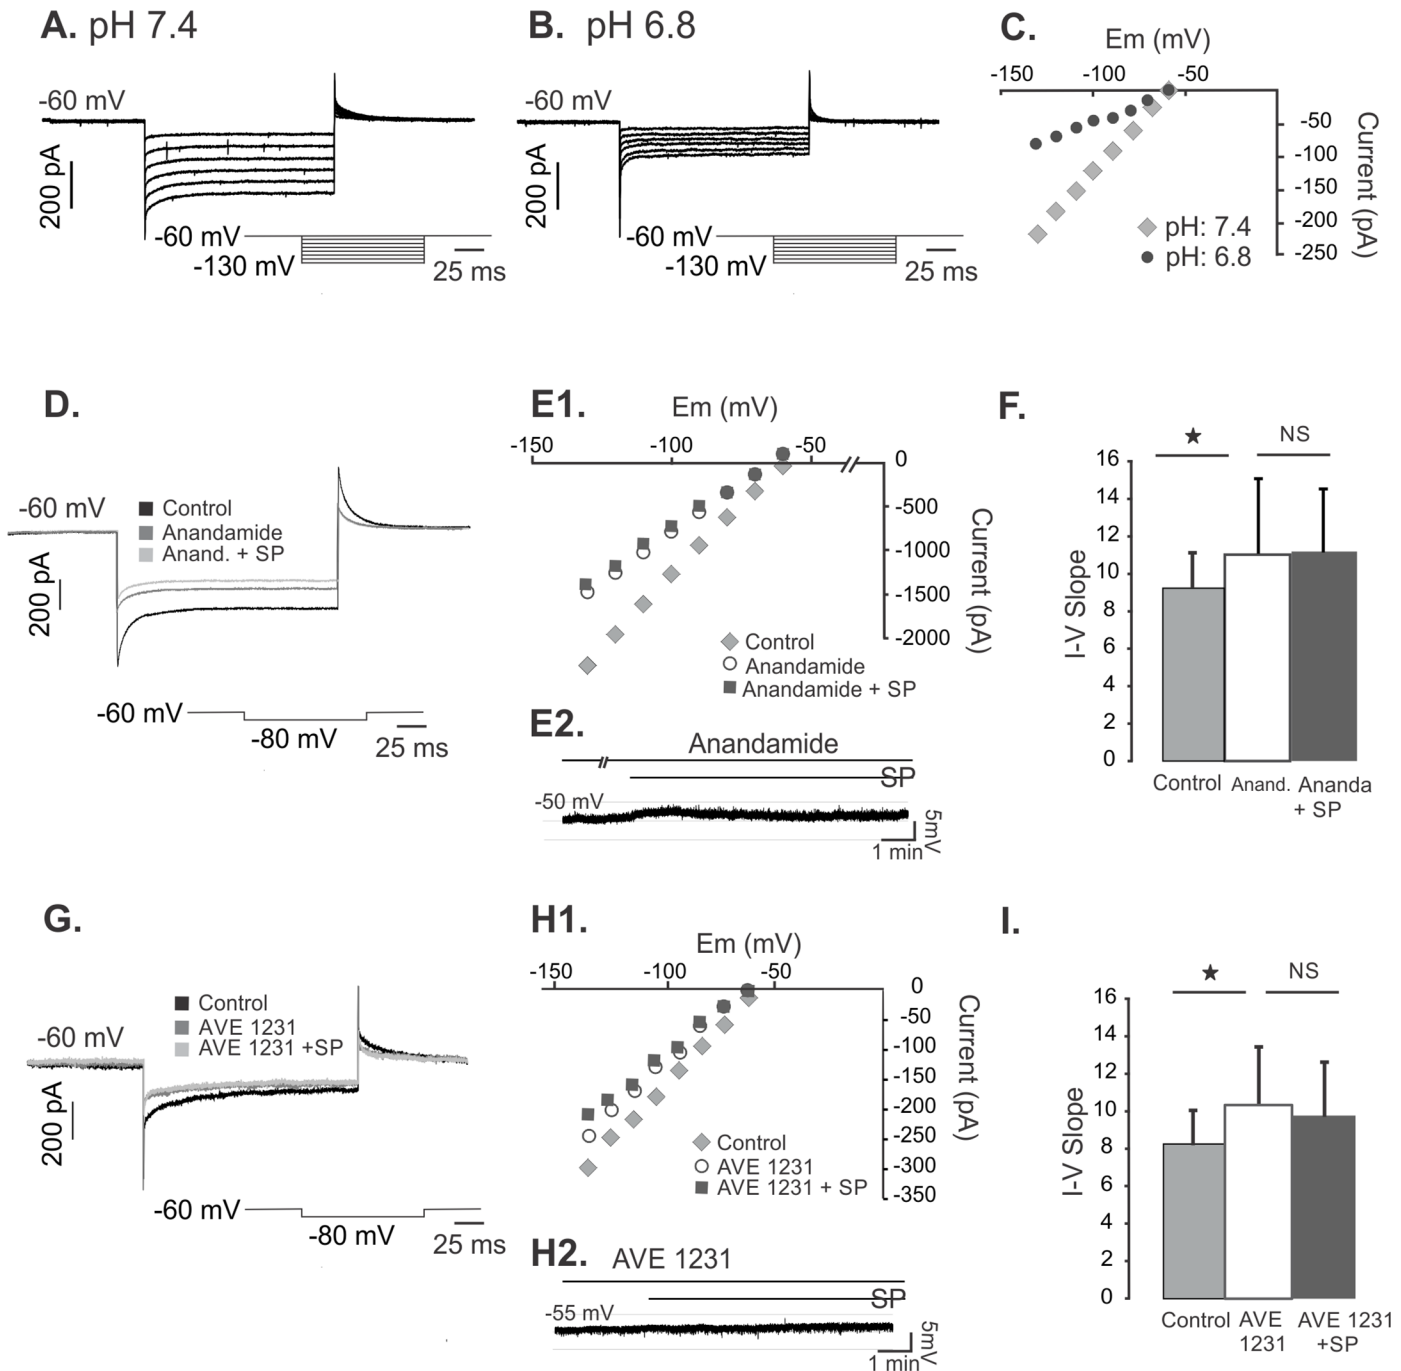 A. pH 7.4
-60 mV
200 pA
-60 mV
-130 mV
25 ms
B. pH 6.8
-60 mV
200 pA
-60 mV
-130 mV
25 ms
C.
Em (mV)
-150 -100 -50
-50
-100
-150
-200
-250
Current (pA)
pH: 7.4
pH: 6.8
D.
-60 mV
Control
Anandamide
Anand. + SP
200 pA
-60 mV
-80 mV
25 ms
E1.
Em (mV)
-150 -100 -50 0
-500
-1000
-1500
-2000
Current (pA)
Control
Anandamide
Anandamide + SP
E2.
Anandamide
SP
-50 mV
5mV
1 min
F.
★ NS
16
14
12
10
8
6
4
2
0
I-V Slope
Control Anand. Ananda
+ SP
G.
-60 mV
Control
AVE 1231
AVE 1231 +SP
200 pA
-60 mV
-80 mV
25 ms
H1.
Em (mV)
-150 -100 -50 0
-50
-100
-150
-200
-250
-300
-350
Current (pA)
Control
AVE 1231
AVE 1231 + SP
H2. AVE 1231
SP
-55 mV
5mV
1 min
I.
★ NS
16
14
12
10
8
6
4
2
0
I-V Slope
Control AVE AVE 1231
1231 +SP